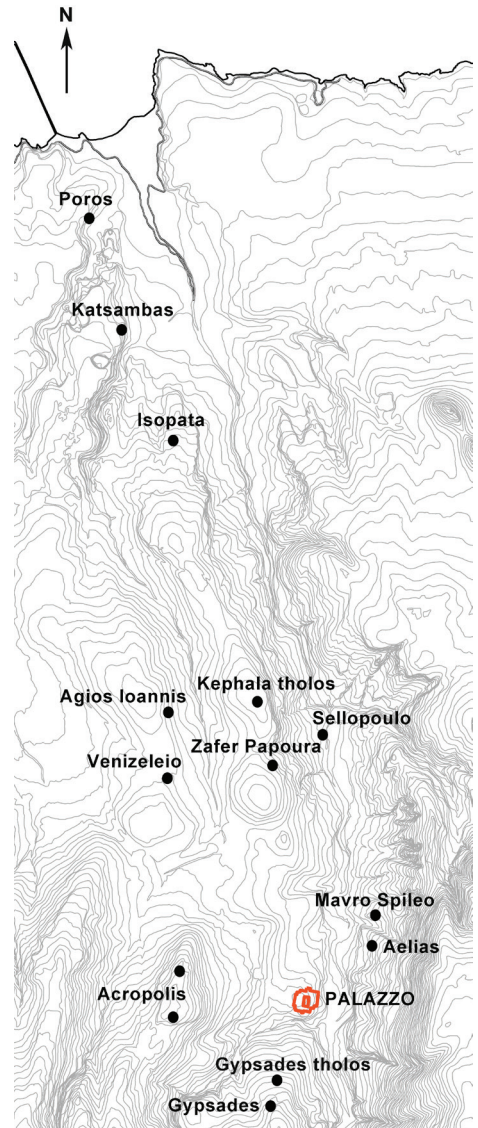 N
Poros
Katsambas
Isopata
Kephala tholos
Agios Ioannis
Sellopoulo
Zafer Papoura
Venizeleio
Mavro Spileo
Aelias
Acropolis
PALAZZO
Gypsades tholos
Gypsades